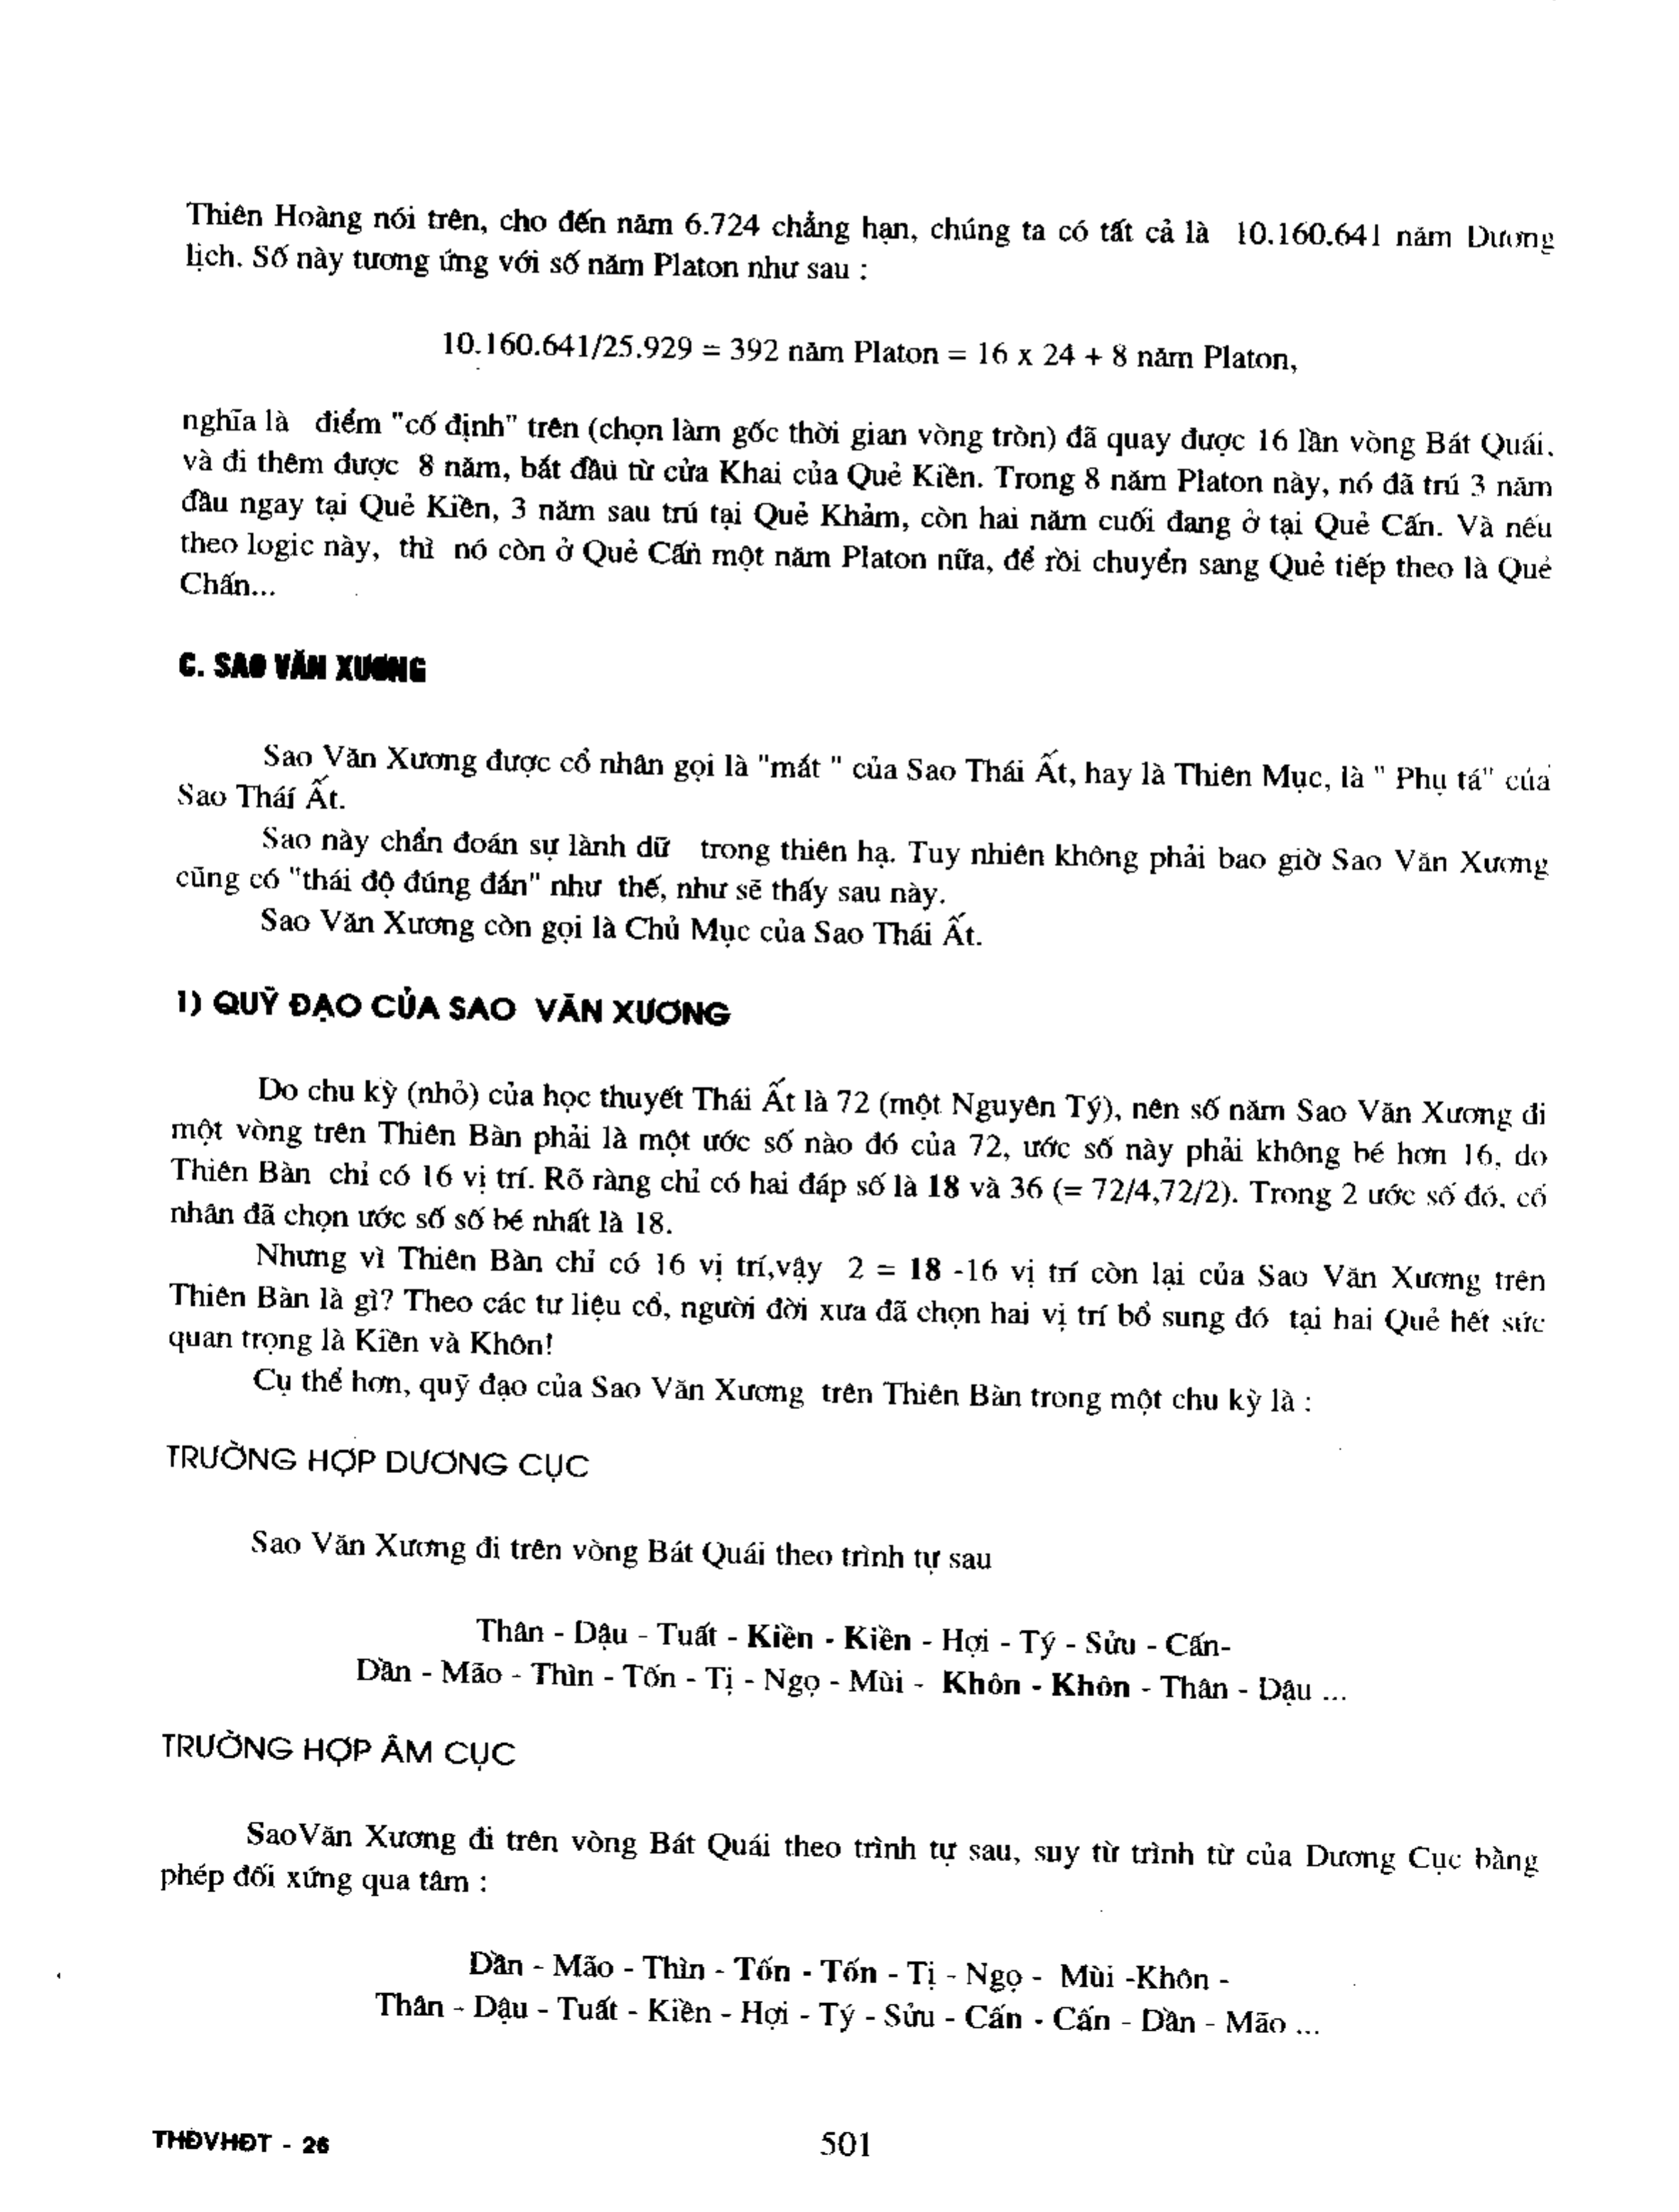 Thiên Hoàng nói trên, cho đến năm 6.724 chẳng hạn, chúng ta có tất cả là 10.160.641 năm Dương
lịch. Số này tương ứng với số năm Platon như sau :
10.160.641/25.929 = 392 năm Platon = 16 x 24 + 8 năm Platon,
nghĩa là điểm "cố định" trên (chọn làm gốc thời gian vòng tròn) đã quay được 16 lần vòng Bát Quái.
và đi thêm được 8 năm, bắt đầu từ cửa Khai của Quẻ Kiền. Trong 8 năm Platon này, nó đã trú 3 năm
đầu ngay tại Quẻ Kiền, 3 năm sau trú tại Quẻ Khảm, còn hai năm cuối đang ở tại Quẻ Cấn. Và nếu
theo logic này, thì nó còn ở Quẻ Cấn một năm Platon nữa, để rồi chuyển sang Quẻ tiếp theo là Quẻ
Chấn...
C. SAO VĂN XƯƠNG
Sao Văn Xương được cổ nhân gọi là "mắt " của Sao Thái Ất, hay là Thiên Mục, là " Phụ tá" của
Sao Thái Ất.
Sao này chẩn đoán sự lành dữ trong thiên hạ. Tuy nhiên không phải bao giờ Sao Văn Xương
cũng có "thái độ đúng đắn" như thế, như sẽ thấy sau này.
Sao Văn Xương còn gọi là Chủ Mục của Sao Thái Ất.
1) QUỸ ĐẠO CỦA SAO VĂN XƯƠNG
Do chu kỳ (nhỏ) của học thuyết Thái Ất là 72 (một Nguyên Tý), nên số năm Sao Văn Xương đi
một vòng trên Thiên Bàn phải là một ước số nào đó của 72, ước số này phải không bé hơn 16, do
Thiên Bàn chỉ có 16 vị trí. Rõ ràng chỉ có hai đáp số là 18 và 36 (= 72/4,72/2). Trong 2 ước số đó, cổ
nhân đã chọn ước số số bé nhất là 18.
Nhưng vì Thiên Bàn chỉ có 16 vị trí,vậy 2 = 18 -16 vị trí còn lại của Sao Văn Xương trên
Thiên Bàn là gì? Theo các tư liệu cổ, người đời xưa đã chọn hai vị trí bổ sung đó tại hai Quẻ hết sức
quan trọng là Kiền và Khôn!
Cụ thể hơn, quỹ đạo của Sao Văn Xương trên Thiên Bàn trong một chu kỳ là :
TRƯỜNG HỢP DƯƠNG CỤC
Sao Văn Xương đi trên vòng Bát Quái theo trình tự sau
Thân - Dậu - Tuất - Kiền - Kiền - Hợi - Tý - Sửu - Cấn-
Dần - Mão - Thìn - Tốn - Tị - Ngọ - Mùi - Khôn - Khôn - Thân - Dậu ...
TRƯỜNG HỢP ÂM CỤC
SaoVăn Xương đi trên vòng Bát Quái theo trình tự sau, suy từ trình từ của Dương Cục bằng
phép đối xứng qua tâm :
Dần - Mão - Thìn - Tốn - Tốn - Tị - Ngọ - Mùi -Khôn -
Thân - Dậu - Tuất - Kiền - Hợi - Tý - Sửu - Cấn - Cấn - Dần - Mão ...
THĐVHĐT - 26
501